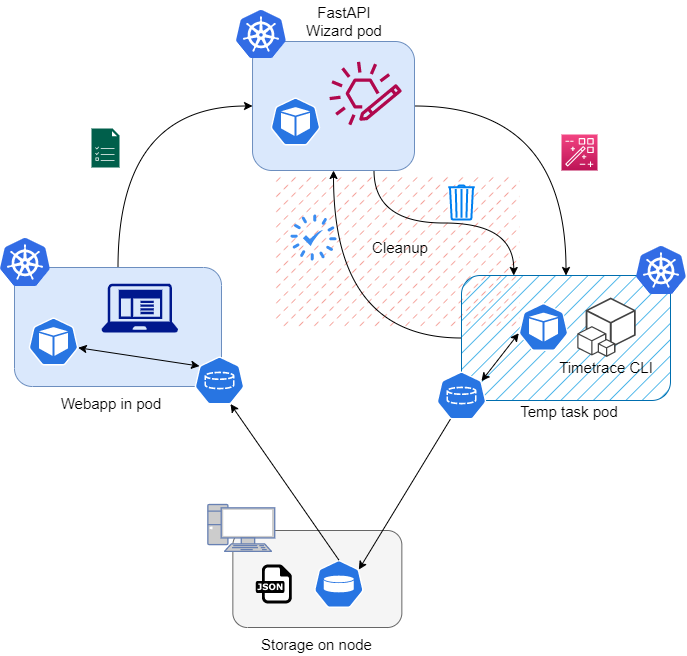 FastAPI
Wizard pod
Cleanup
Timetrace CLI
Webapp in pod
Temp task pod
JSON
Storage on node